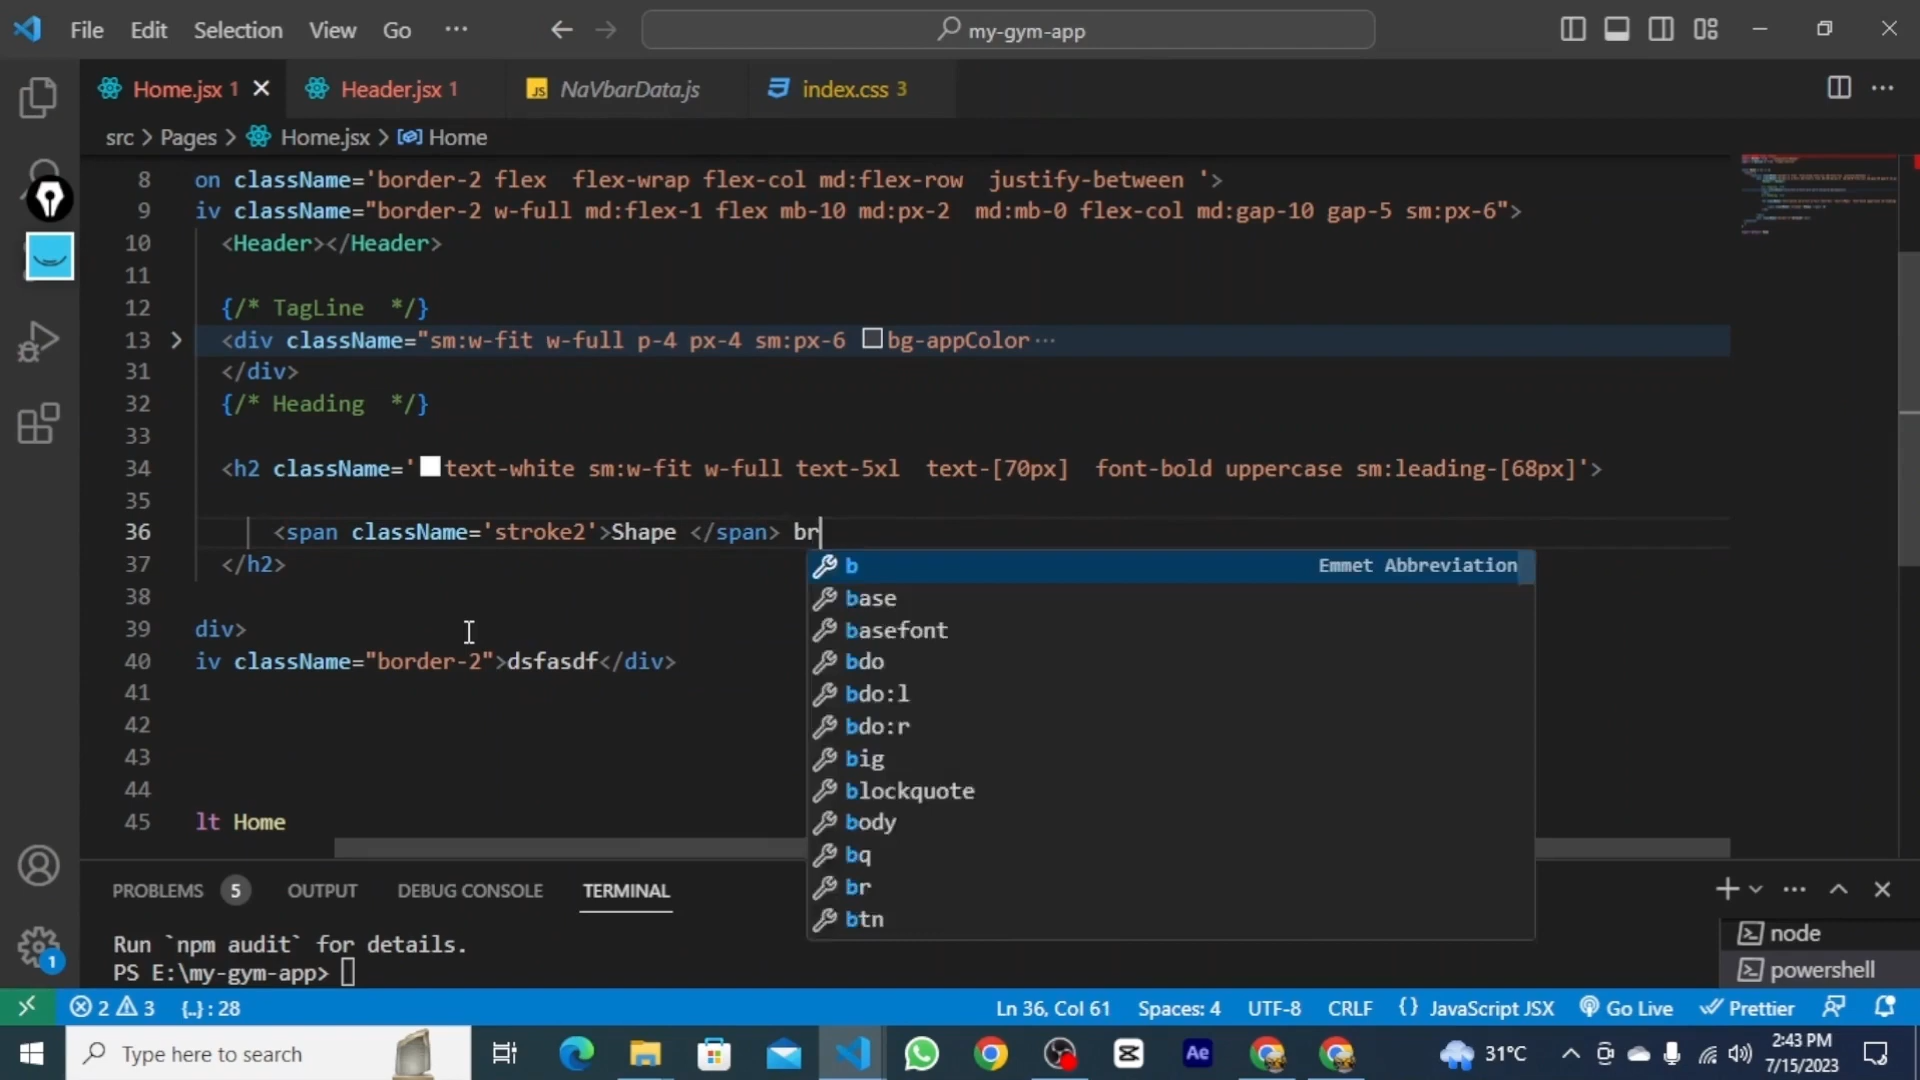 File Edit Selection View Go ··· my-gym-app
Home.jsx 1 Header.jsx 1 NaVbarData.js index.css 3
src > Pages > Home.jsx > Home
8 on className='border-2 flex  flex-wrap flex-col md:flex-row  justify-between '>
9 iv className="border-2 w-full md:flex-1 flex mb-10 md:px-2  md:mb-0 flex-col md:gap-10 gap-5 sm:px-6">
10 <Header></Header>
11
12 {/* TagLine  */}
13 <div className="sm:w-fit w-full p-4 px-4 sm:px-6 bg-appColor···
31 </div>
32 {/* Heading  */}
33
34 <h2 className='text-white sm:w-fit w-full text-5xl  text-[70px]  font-bold uppercase sm:leading-[68px]'>
35
36 <span className='stroke2'>Shape </span> br
37 </h2>
38
39 div>
40 iv className="border-2">dsfasdf</div>
41
42
43
44
45 lt Home
b Emmet Abbreviation
base
basefont
bdo
bdo:l
bdo:r
big
blockquote
body
bq
br
btn
PROBLEMS 5 OUTPUT DEBUG CONSOLE TERMINAL
Run `npm audit` for details.
PS E:\my-gym-app>
node
powershell
1
2 3 {..} : 28 Ln 36, Col 61 Spaces: 4 UTF-8 CRLF {} JavaScript JSX Go Live Prettier
Type here to search Ae 31°C 2:43 PM
7/15/2023